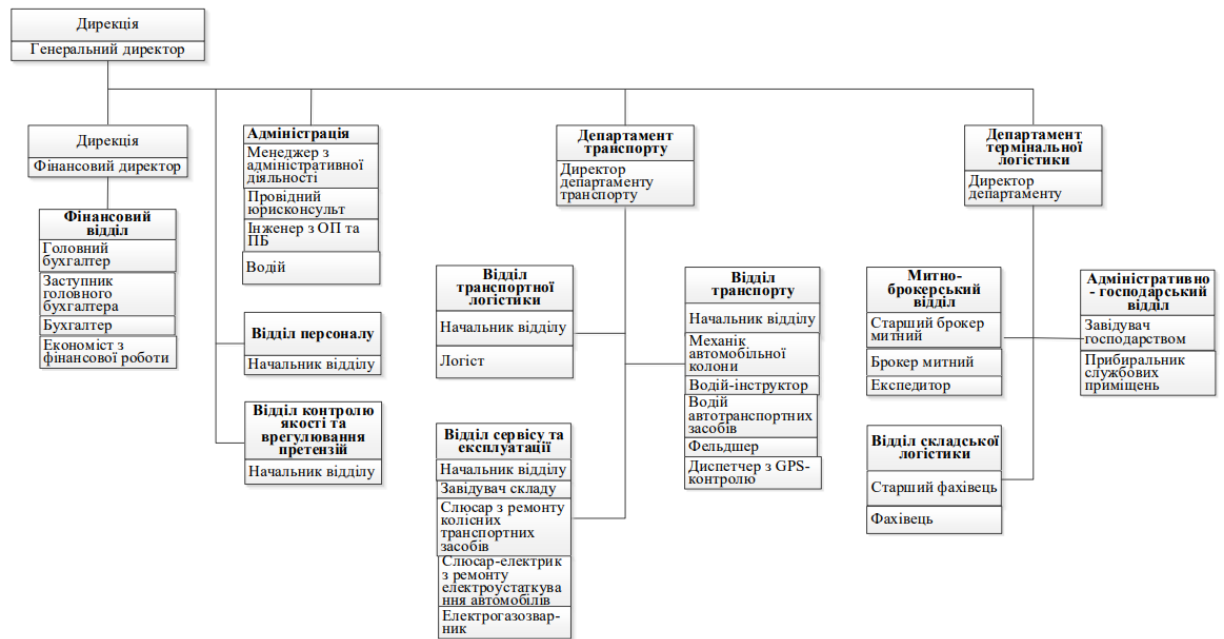 Дирекція
Генеральний директор
Дирекція
Фінансовий директор
Фінансовий
відділ
Головний
бухгалтер
Заступник
головного
бухгалтера
Бухгалтер
Економіст з
фінансової роботи
Адміністрація
Менеджер з
адміністративної
діяльності
Провідний
юрисконсульт
Інженер з ОП та
ПБ
Водій
Відділ персоналу
Начальник відділу
Відділ контролю
якості та
врегулювання
претензій
Начальник відділу
Департамент
транспорту
Директор
департаменту
транспорту
Відділ
транспортної
логістики
Начальник відділу
Логіст
Відділ сервісу та
експлуатації
Начальник відділу
Завідувач складу
Слюсар з ремонту
колісних
транспортних
засобів
Слюсар-електрик
з ремонту
електроустаткува
ння автомобілів
Електрогазозвар-
ник
Відділ
транспорту
Начальник відділу
Механік
автомобільної
колони
Водій-інструктор
Водій
автотранспортних
засобів
Фельдшер
Диспетчер з GPS-
контролю
Департамент
термінальної
логістики
Директор
департаменту
Митно-
брокерський
відділ
Старший брокер
митний
Брокер митний
Експедитор
Відділ складської
логістики
Старший фахівець
Фахівець
Адміністративно
- господарський
відділ
Завідувач
господарством
Прибиральник
службових
приміщень